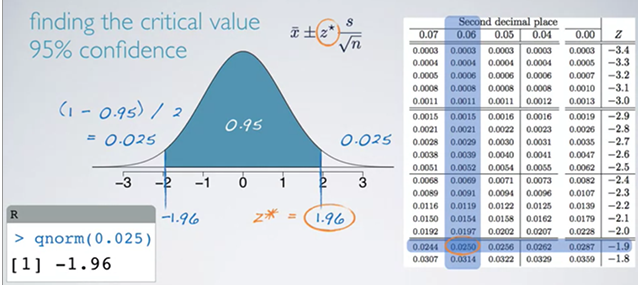 finding the critical value
95% confidence
x̄ ± z* s
√n
(1 - 0.95) / 2
= 0.025
0.95
0.025
-3 -2 -1 0 1 2 3
-1.96
z* = 1.96
R
> qnorm(0.025)
[1] -1.96
Second decimal place
0.07 0.06 0.05 0.04 0.00 Z
0.0003 0.0003 0.0003 0.0003 0.0003 −3.4
0.0004 0.0004 0.0004 0.0004 0.0005 −3.3
0.0005 0.0006 0.0006 0.0006 0.0007 −3.2
0.0008 0.0008 0.0008 0.0008 0.0010 −3.1
0.0011 0.0011 0.0011 0.0012 0.0013 −3.0
0.0015 0.0015 0.0016 0.0016 0.0019 −2.9
0.0021 0.0021 0.0022 0.0023 0.0026 −2.8
0.0028 0.0029 0.0030 0.0031 0.0035 −2.7
0.0038 0.0039 0.0040 0.0041 0.0047 −2.6
0.0051 0.0052 0.0054 0.0055 0.0062 −2.5
0.0068 0.0069 0.0071 0.0073 0.0082 −2.4
0.0089 0.0091 0.0094 0.0096 0.0107 −2.3
0.0116 0.0119 0.0122 0.0125 0.0139 −2.2
0.0150 0.0154 0.0158 0.0162 0.0179 −2.1
0.0192 0.0197 0.0202 0.0207 0.0228 −2.0
0.0244 0.0250 0.0256 0.0262 0.0287 −1.9
0.0307 0.0314 0.0322 0.0329 0.0359 −1.8